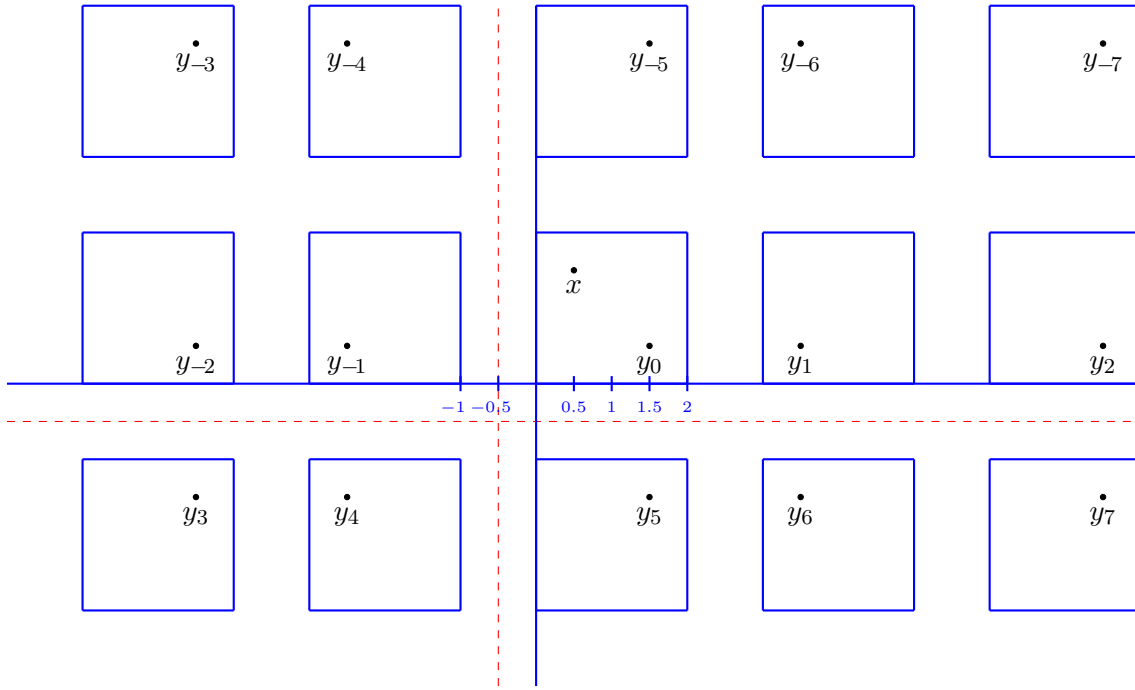 y₋₃ y₋₄ y₋₅ y₋₆ y₋₇
x
y₋₂ y₋₁ y₀ y₁ y₂
−1 −0.5 0.5 1 1.5 2
y₃ y₄ y₅ y₆ y₇